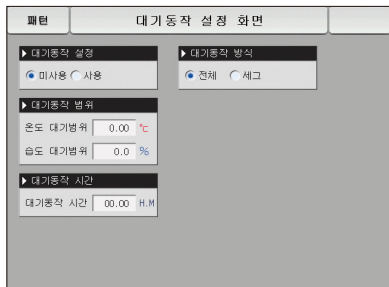 패턴
대기동작 설정 화면
▶ 대기동작 설정
미사용 사용
▶ 대기동작 방식
전체 세그
▶ 대기동작 범위
온도 대기범위 0.00 ℃
습도 대기범위 0.0 %
▶ 대기동작 시간
대기동작 시간 00.00 H.M